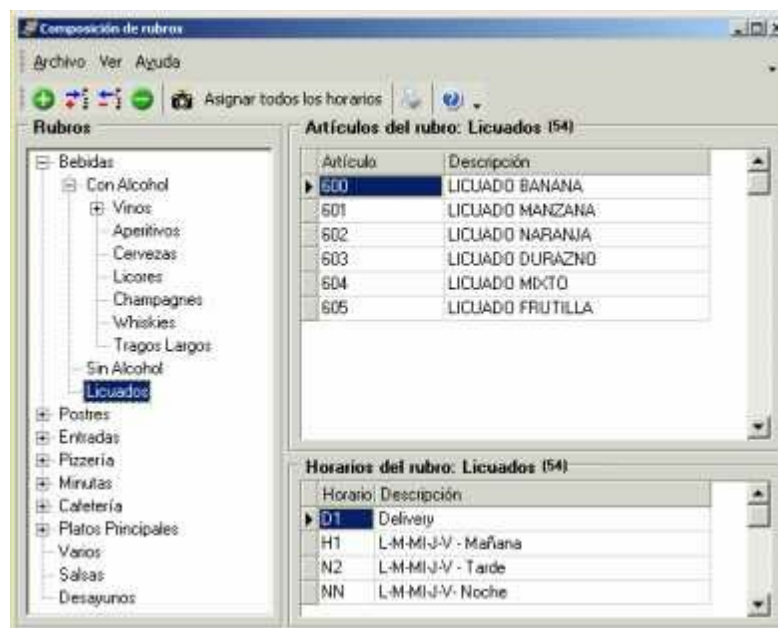 Composición de rubros
Archivo Ver Ayuda
Asignar todos los horarios
Rubros
Bebidas
Con Alcohol
Vinos
Aperitivos
Cervezas
Licores
Champagnes
Whiskies
Tragos Largos
Sin Alcohol
Licuados
Postres
Entradas
Pizzería
Minutas
Cafetería
Platos Principales
Varios
Salsas
Desayunos
Artículos del rubro: Licuados (54)
Artículo Descripción
600 LICUADO BANANA
601 LICUADO MANZANA
602 LICUADO NARANJA
603 LICUADO DURAZNO
604 LICUADO MIXTO
605 LICUADO FRUTILLA
Horarios del rubro: Licuados (54)
Horario Descripción
D1 Delivery
H1 L-M-MI-J-V - Mañana
N2 L-M-MI-J-V - Tarde
NN L-M-MI-J-V- Noche